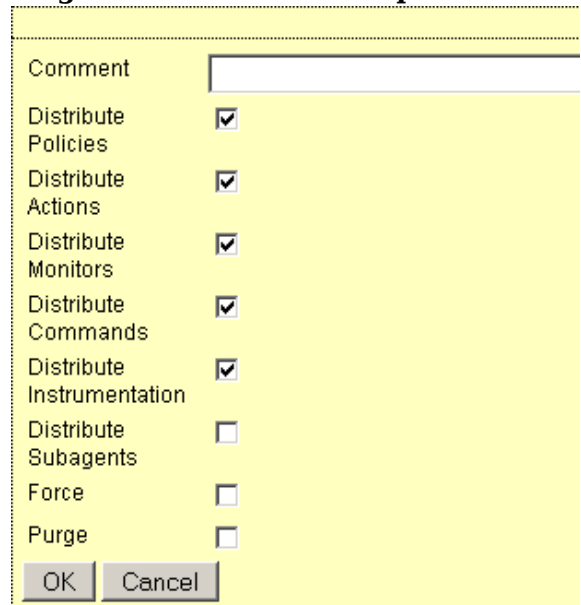 Comment
Distribute
Policies
Distribute
Actions
Distribute
Monitors
Distribute
Commands
Distribute
Instrumentation
Distribute
Subagents
Force
Purge
OK Cancel